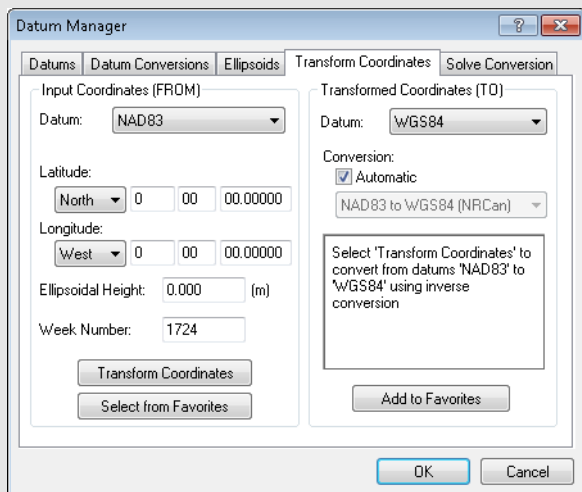 Datum Manager
Datums Datum Conversions Ellipsoids Transform Coordinates Solve Conversion
Input Coordinates (FROM)
Datum: NAD83
Latitude:
North 0 00 00.00000
Longitude:
West 0 00 00.00000
Ellipsoidal Height: 0.000 (m)
Week Number: 1724
Transform Coordinates
Select from Favorites
Transformed Coordinates (TO)
Datum: WGS84
Conversion:
Automatic
NAD83 to WGS84 (NRCan)
Select 'Transform Coordinates' to
convert from datums 'NAD83' to
'WGS84' using inverse
conversion
Add to Favorites
OK Cancel